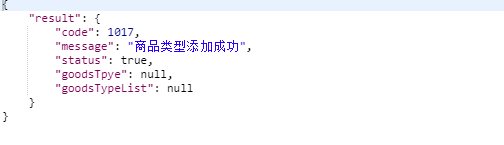 {
    "result": {
        "code": 1017,
        "message": "商品类型添加成功",
        "status": true,
        "goodsTpye": null,
        "goodsTypeList": null
    }
}